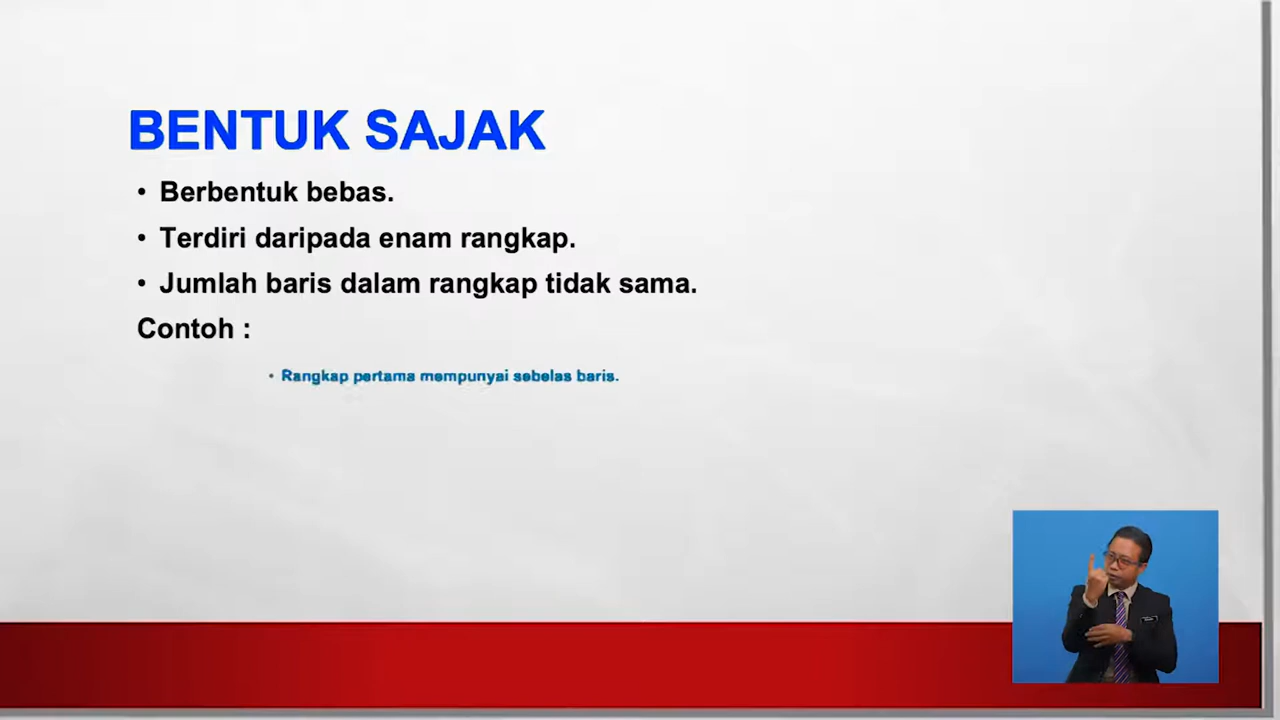 BENTUK SAJAK
• Berbentuk bebas.
• Terdiri daripada enam rangkap.
• Jumlah baris dalam rangkap tidak sama.
Contoh :
• Rangkap pertama mempunyai sebelas baris.